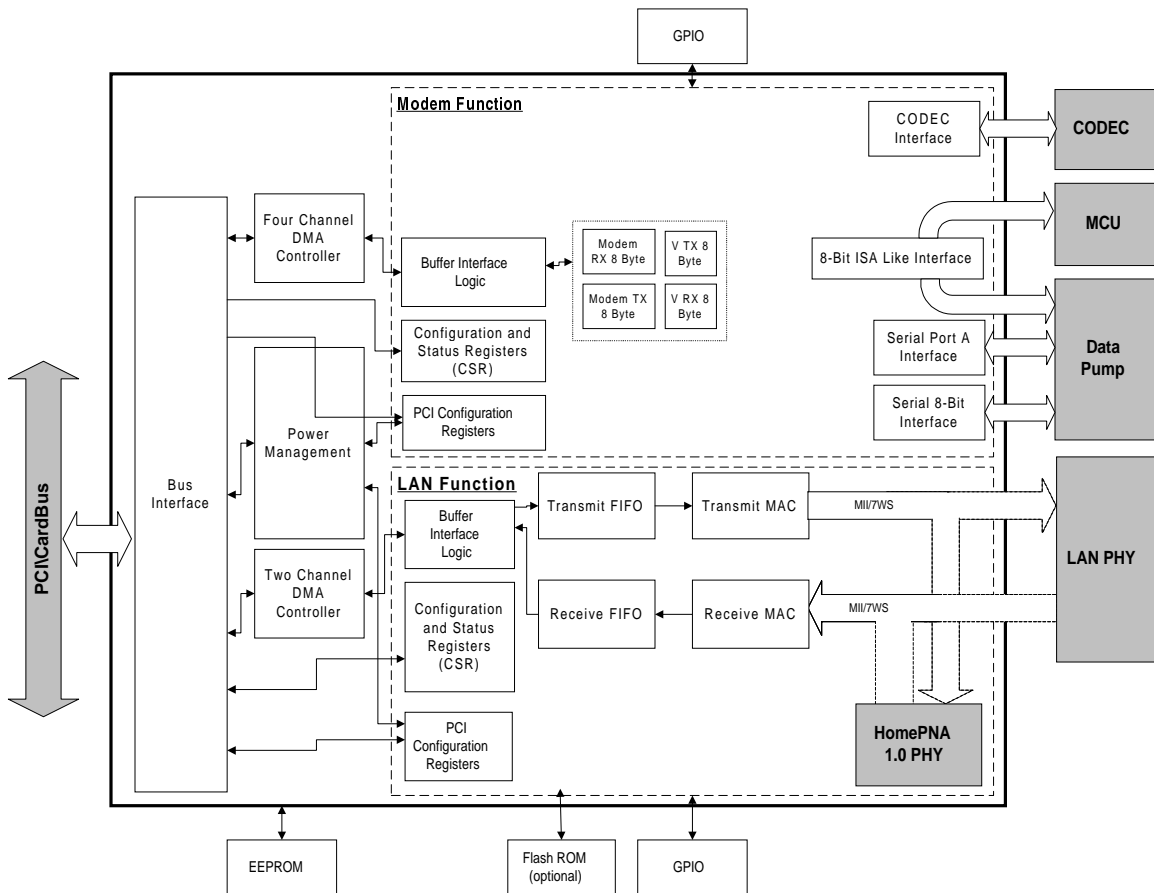 GPIO
Modem Function
CODEC
Interface
CODEC
MCU
Four Channel
DMA
Controller
Buffer Interface
Logic
Modem
RX 8 Byte
V TX 8
Byte
Modem TX
8 Byte
V RX 8
Byte
8-Bit ISA Like Interface
Configuration and
Status Registers
(CSR)
Serial Port A
Interface
Data
Pump
Serial 8-Bit
Interface
PCI Configuration
Registers
Power
Management
Bus
Interface
PCI\CardBus
LAN Function
Buffer
Interface
Logic
Transmit FIFO
Transmit MAC
MII/7WS
LAN PHY
Two Channel
DMA
Controller
Configuration
and Status
Registers
(CSR)
Receive FIFO
Receive MAC
MII/7WS
PCI
Configuration
Registers
HomePNA
1.0 PHY
EEPROM
Flash ROM
(optional)
GPIO